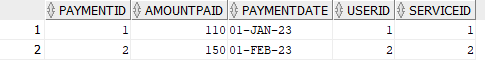 PAYMENTID AMOUNTPAID PAYMENTDATE USERID SERVICEID
1 1 110 01-JAN-23 1 1
2 2 150 01-FEB-23 2 2